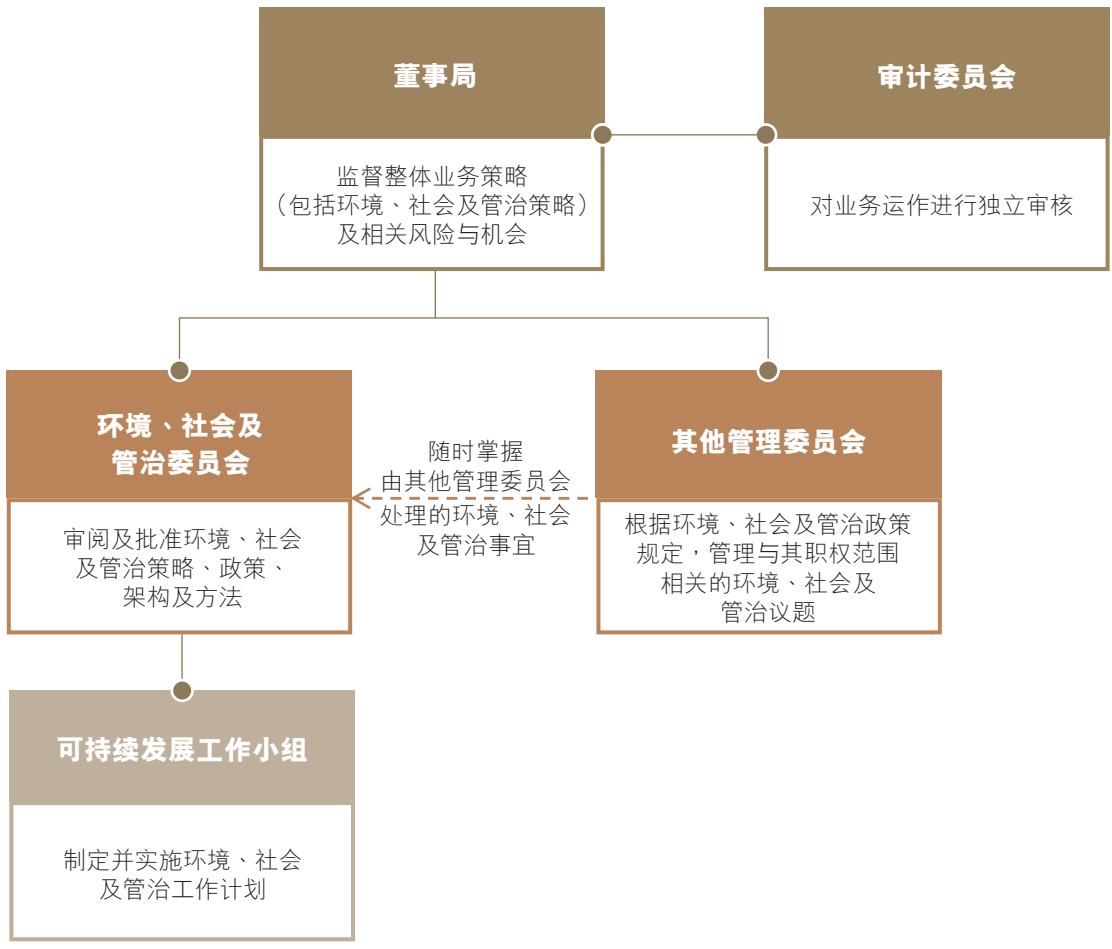 董事局
监督整体业务策略
（包括环境、社会及管治策略）
及相关风险与机会
审计委员会
对业务运作进行独立审核
环境、社会及
管治委员会
审阅及批准环境、社会
及管治策略、政策、
架构及方法
随时掌握
由其他管理委员会
处理的环境、社会
及管治事宜
其他管理委员会
根据环境、社会及管治政策
规定，管理与其职权范围
相关的环境、社会及
管治议题
可持续发展工作小组
制定并实施环境、社会
及管治工作计划